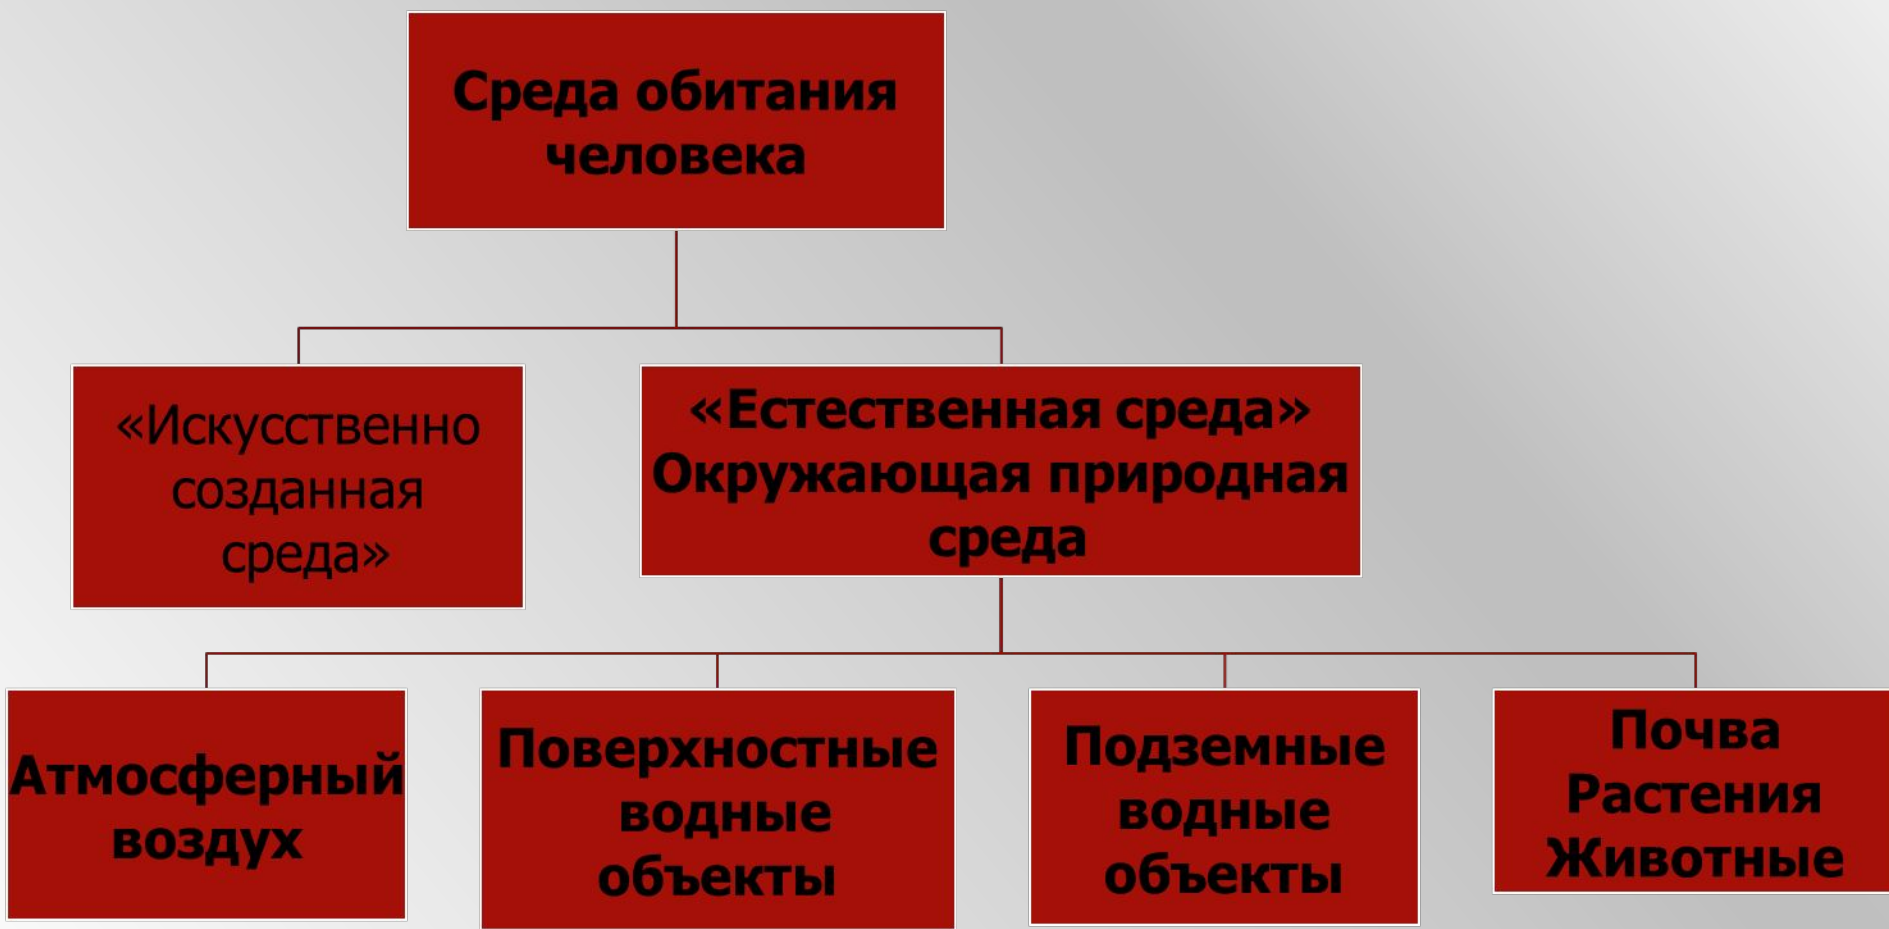 Среда обитания
человека
«Искусственно
созданная
среда»
«Естественная среда»
Окружающая природная
среда
Атмосферный
воздух
Поверхностные
водные
объекты
Подземные
водные
объекты
Почва
Растения
Животные